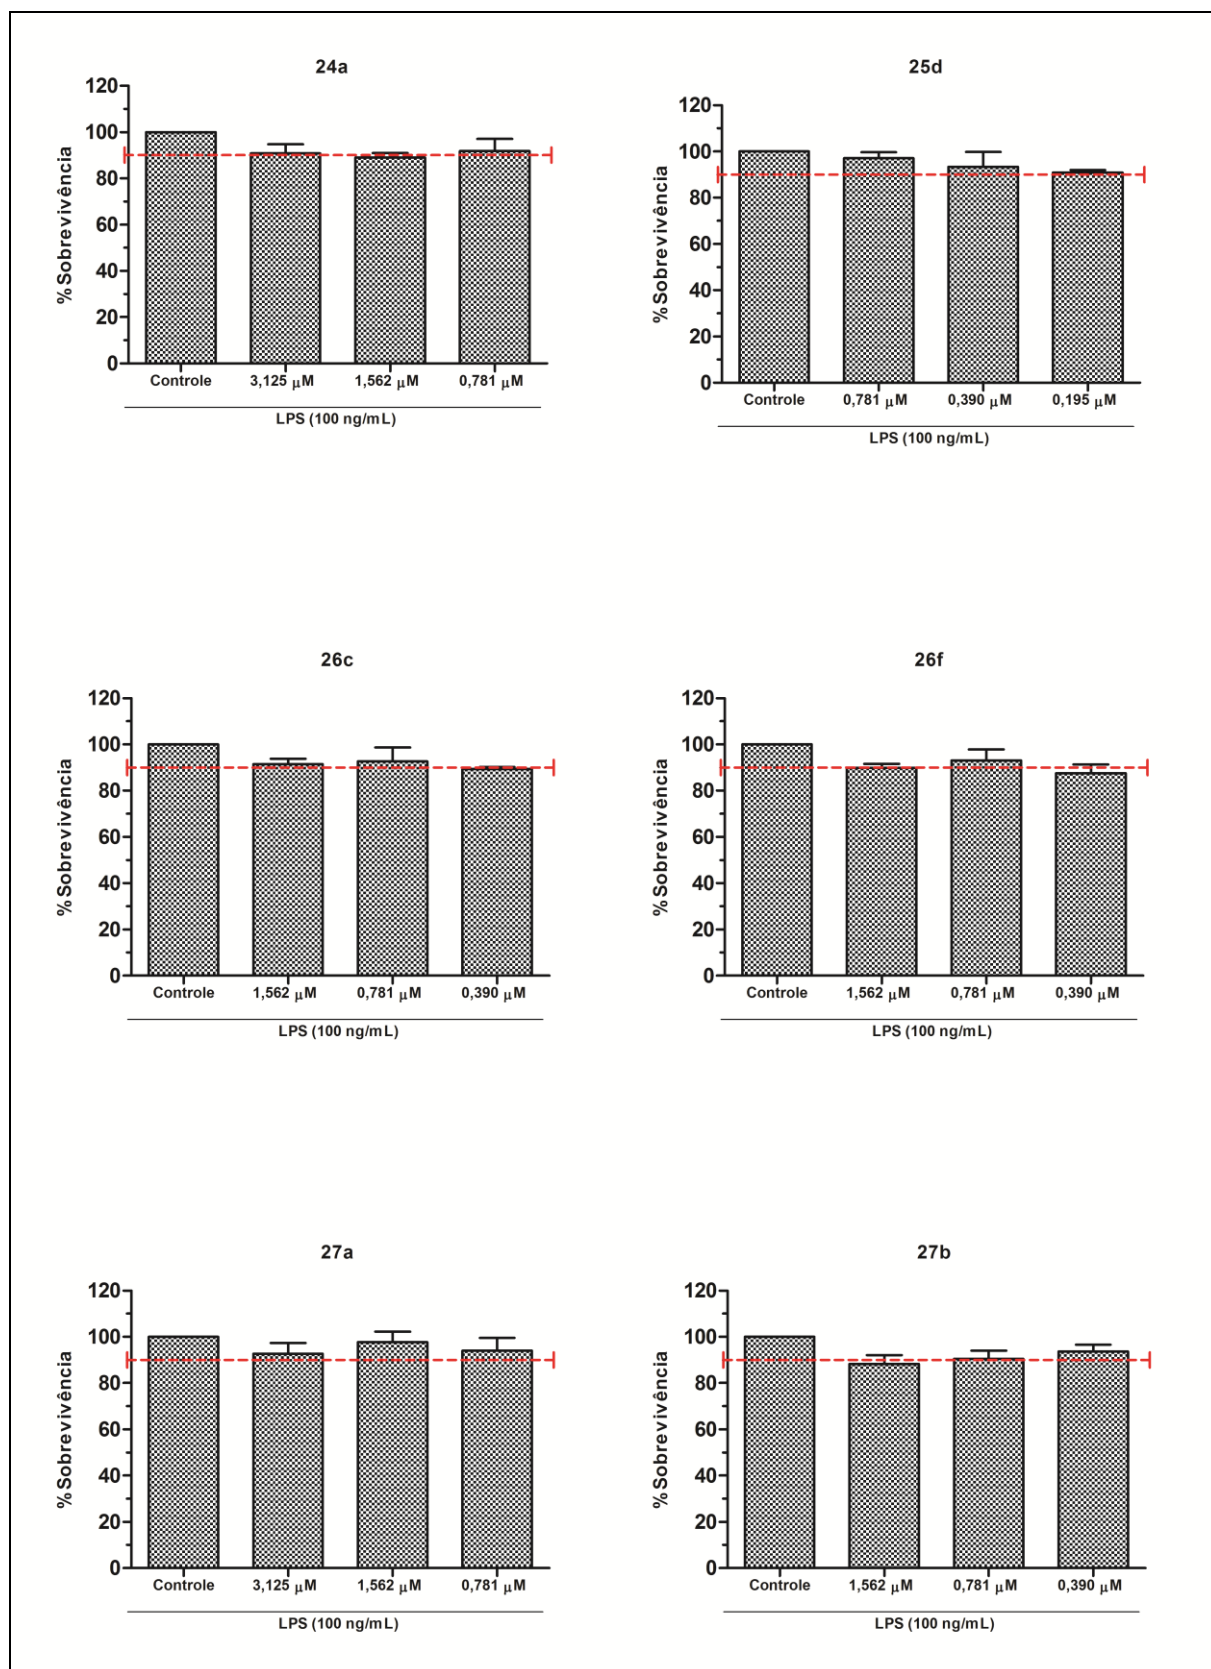 24a
%Sobrevivência
120
100
80
60
40
20
0
Controle 3,125 µM 1,562 µM 0,781 µM
LPS (100 ng/mL)
25d
%Sobrevivência
120
100
80
60
40
20
0
Controle 0,781 µM 0,390 µM 0,195 µM
LPS (100 ng/mL)
26c
%Sobrevivência
120
100
80
60
40
20
0
Controle 1,562 µM 0,781 µM 0,390 µM
LPS (100 ng/mL)
26f
%Sobrevivência
120
100
80
60
40
20
0
Controle 1,562 µM 0,781 µM 0,390 µM
LPS (100 ng/mL)
27a
%Sobrevivência
120
100
80
60
40
20
0
Controle 3,125 µM 1,562 µM 0,781 µM
LPS (100 ng/mL)
27b
%Sobrevivência
120
100
80
60
40
20
0
Controle 1,562 µM 0,781 µM 0,390 µM
LPS (100 ng/mL)